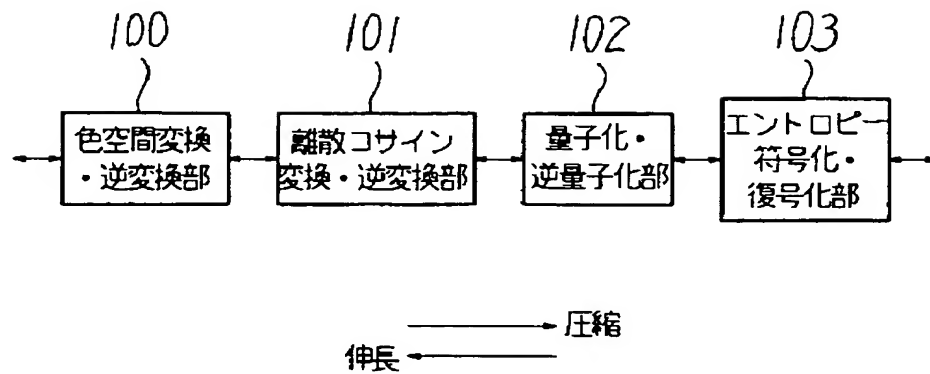 100
101
102
103
色空間変換
・逆変換部
離散コサイン
変換・逆変換部
量子化・
逆量子化部
エントロピー
符号化・
復号化部
圧縮
伸長